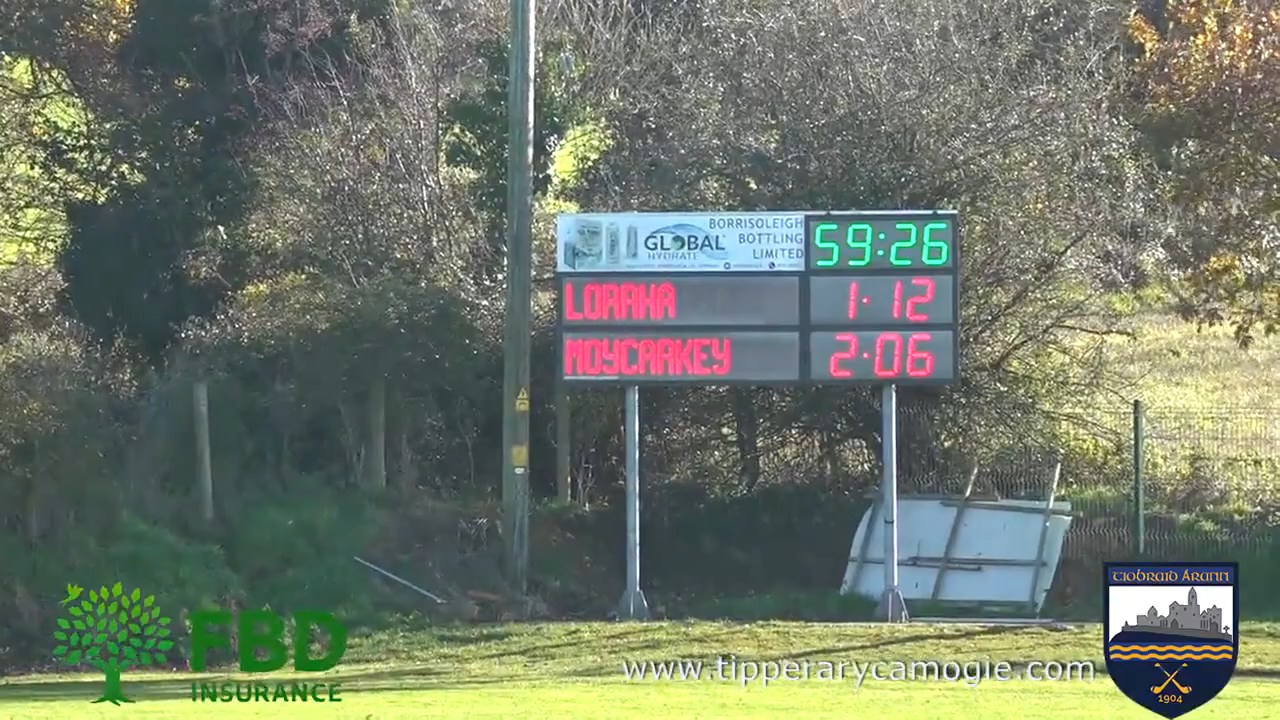 BORRISOLEIGH
GLOBAL BOTTLING
HYDRATE LIMITED
59:26
LORRHA 1·12
MOYCARKEY 2·06
FBD
INSURANCE
www.tipperarycamogie.com
TIOBRAID ÁRANN
1904